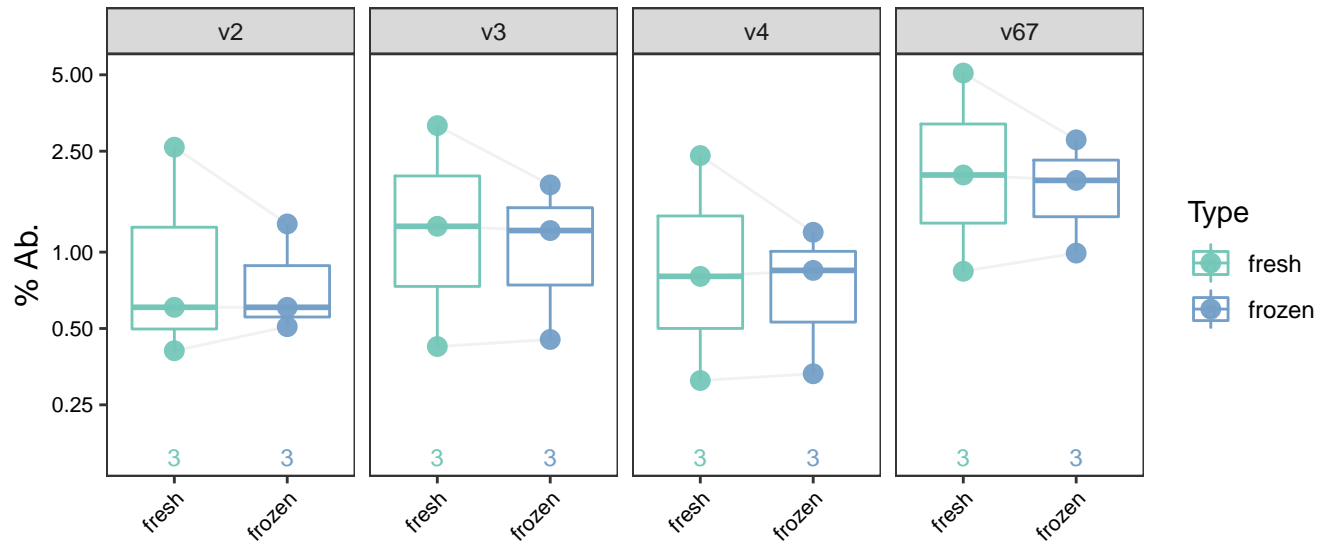 v2 v3 v4 v67
% Ab.
5.00
2.50
1.00
0.50
0.25
3 3 3 3 3 3 3 3
fresh frozen fresh frozen fresh frozen fresh frozen
Type
fresh
frozen